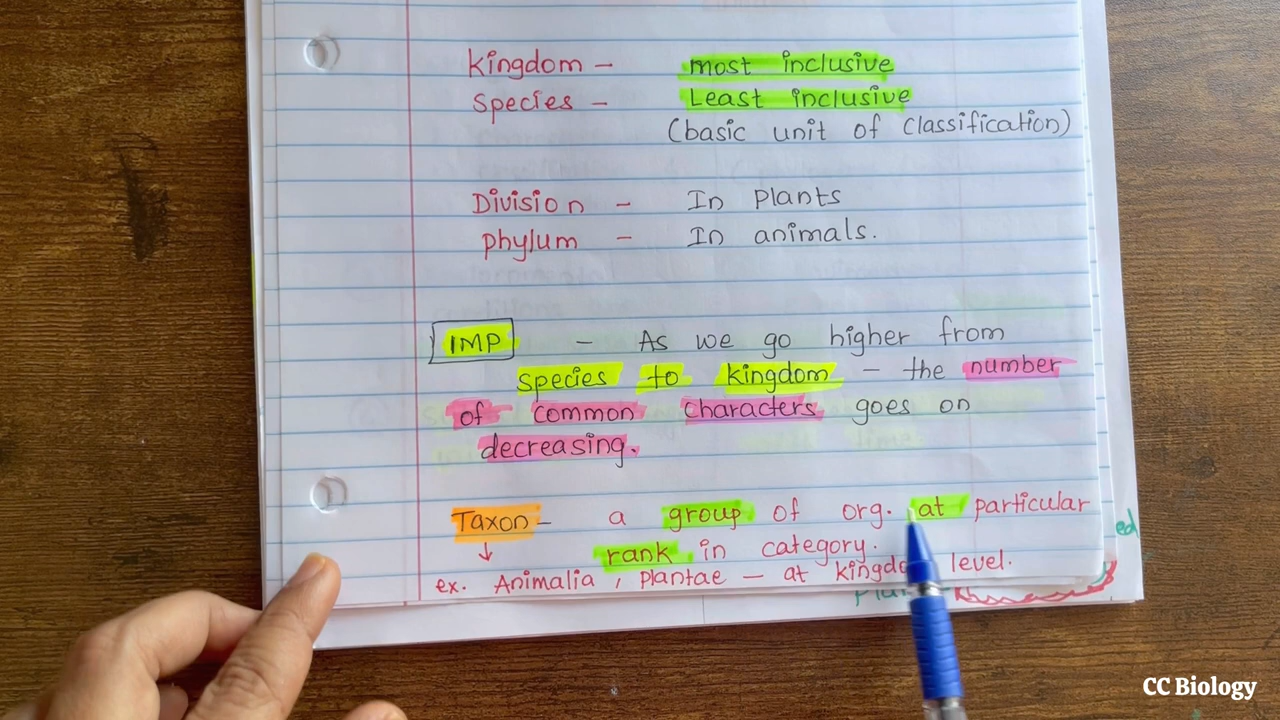 Kingdom - most inclusive
Species - Least inclusive
(basic unit of classification)
Division - In plants
phylum - In animals.
IMP - As we go higher from
species to kingdom - the number
of common characters goes on
decreasing.
Taxon - a group of org. at particular
rank in category.
ex. Animalia, plantae - at kingdo level.
ed
CC Biology